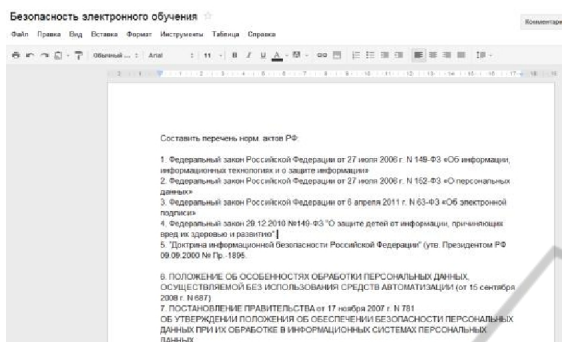 Безопасность электронного обучения
Комментарии
Файл Правка Вид Вставка Формат Инструменты Таблица Справка
Обычный ... Arial 11 B I U A
Составить перечень норм. актов РФ:
1. Федеральный закон Российской Федерации от 27 июля 2006 г. N 149-ФЗ «Об информации,
информационных технологиях и о защите информации»
2. Федеральный закон Российской Федерации от 27 июля 2006 г. N 152-ФЗ «О персональных
данных»
3. Федеральный закон Российской Федерации от 6 апреля 2011 г. N 63-ФЗ «Об электронной
подписи»
4. Федеральный закон 29.12.2010 №149-ФЗ "О защите детей от информации, причиняющих
вред их здоровью и развитию"
5. "Доктрина информационной безопасности Российской Федерации" (утв. Президентом РФ
09.09.2000 № Пр.-1895.
6. ПОЛОЖЕНИЕ ОБ ОСОБЕННОСТЯХ ОБРАБОТКИ ПЕРСОНАЛЬНЫХ ДАННЫХ,
ОСУЩЕСТВЛЯЕМОЙ БЕЗ ИСПОЛЬЗОВАНИЯ СРЕДСТВ АВТОМАТИЗАЦИИ (от 15 сентября
2008 г. N 687)
7. ПОСТАНОВЛЕНИЕ ПРАВИТЕЛЬСТВА от 17 ноября 2007 г. N 781
ОБ УТВЕРЖДЕНИИ ПОЛОЖЕНИЯ ОБ ОБЕСПЕЧЕНИИ БЕЗОПАСНОСТИ ПЕРСОНАЛЬНЫХ
ДАННЫХ ПРИ ИХ ОБРАБОТКЕ В ИНФОРМАЦИОННЫХ СИСТЕМАХ ПЕРСОНАЛЬНЫХ
ДАННЫХ